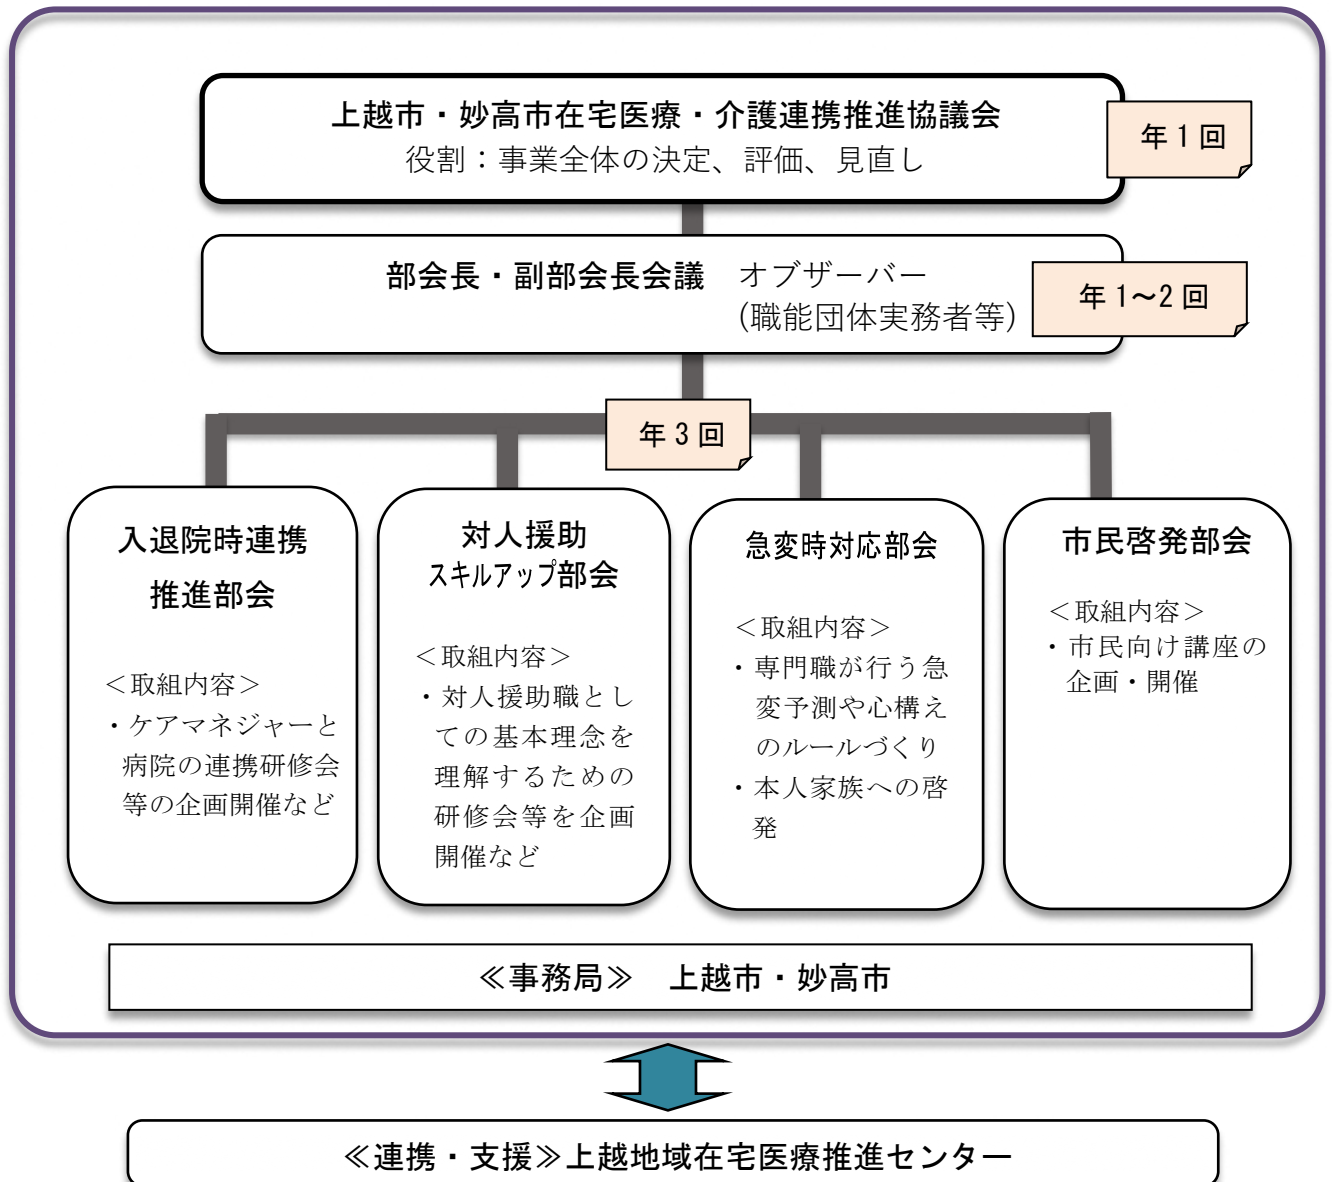 上越市・妙高市在宅医療・介護連携推進協議会
役割：事業全体の決定、評価、見直し
年1回
部会長・副部会長会議　オブザーバー
(職能団体実務者等)
年1～2回
年3回
入退院時連携
推進部会
＜取組内容＞
・ケアマネジャーと
病院の連携研修会
等の企画開催など
対人援助
スキルアップ部会
＜取組内容＞
・対人援助職とし
ての基本理念を
理解するための
研修会等を企画
開催など
急変時対応部会
＜取組内容＞
・専門職が行う急
変予測や心構え
のルールづくり
・本人家族への啓
発
市民啓発部会
＜取組内容＞
・市民向け講座の
企画・開催
≪事務局≫　上越市・妙高市
≪連携・支援≫上越地域在宅医療推進センター